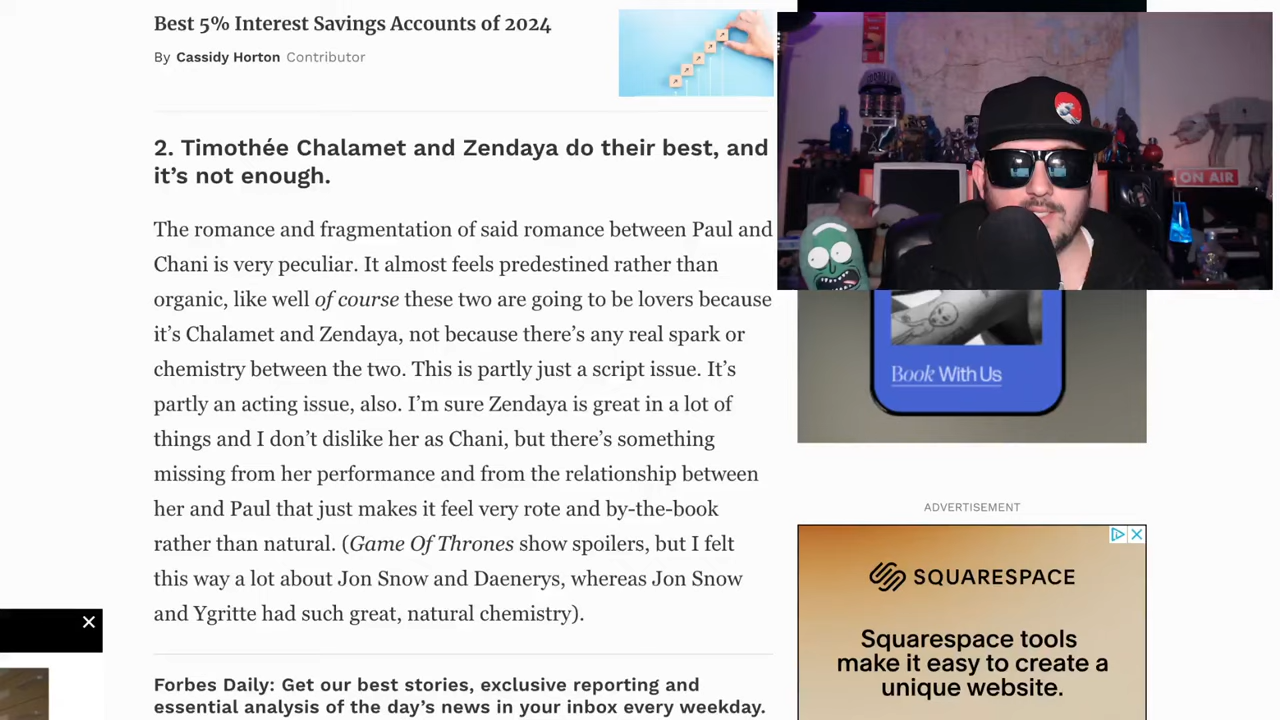 Best 5% Interest Savings Accounts of 2024
By Cassidy Horton Contributor
2. Timothée Chalamet and Zendaya do their best, and
it’s not enough.
The romance and fragmentation of said romance between Paul and
Chani is very peculiar. It almost feels predestined rather than
organic, like well of course these two are going to be lovers because
it’s Chalamet and Zendaya, not because there’s any real spark or
chemistry between the two. This is partly just a script issue. It’s
partly an acting issue, also. I’m sure Zendaya is great in a lot of
things and I don’t dislike her as Chani, but there’s something
missing from her performance and from the relationship between
her and Paul that just makes it feel very rote and by-the-book
rather than natural. (Game Of Thrones show spoilers, but I felt
this way a lot about Jon Snow and Daenerys, whereas Jon Snow
and Ygritte had such great, natural chemistry).
Forbes Daily: Get our best stories, exclusive reporting and
essential analysis of the day’s news in your inbox every weekday.
ON AIR
Book With Us
ADVERTISEMENT
SQUARESPACE
Squarespace tools
make it easy to create a
unique website.